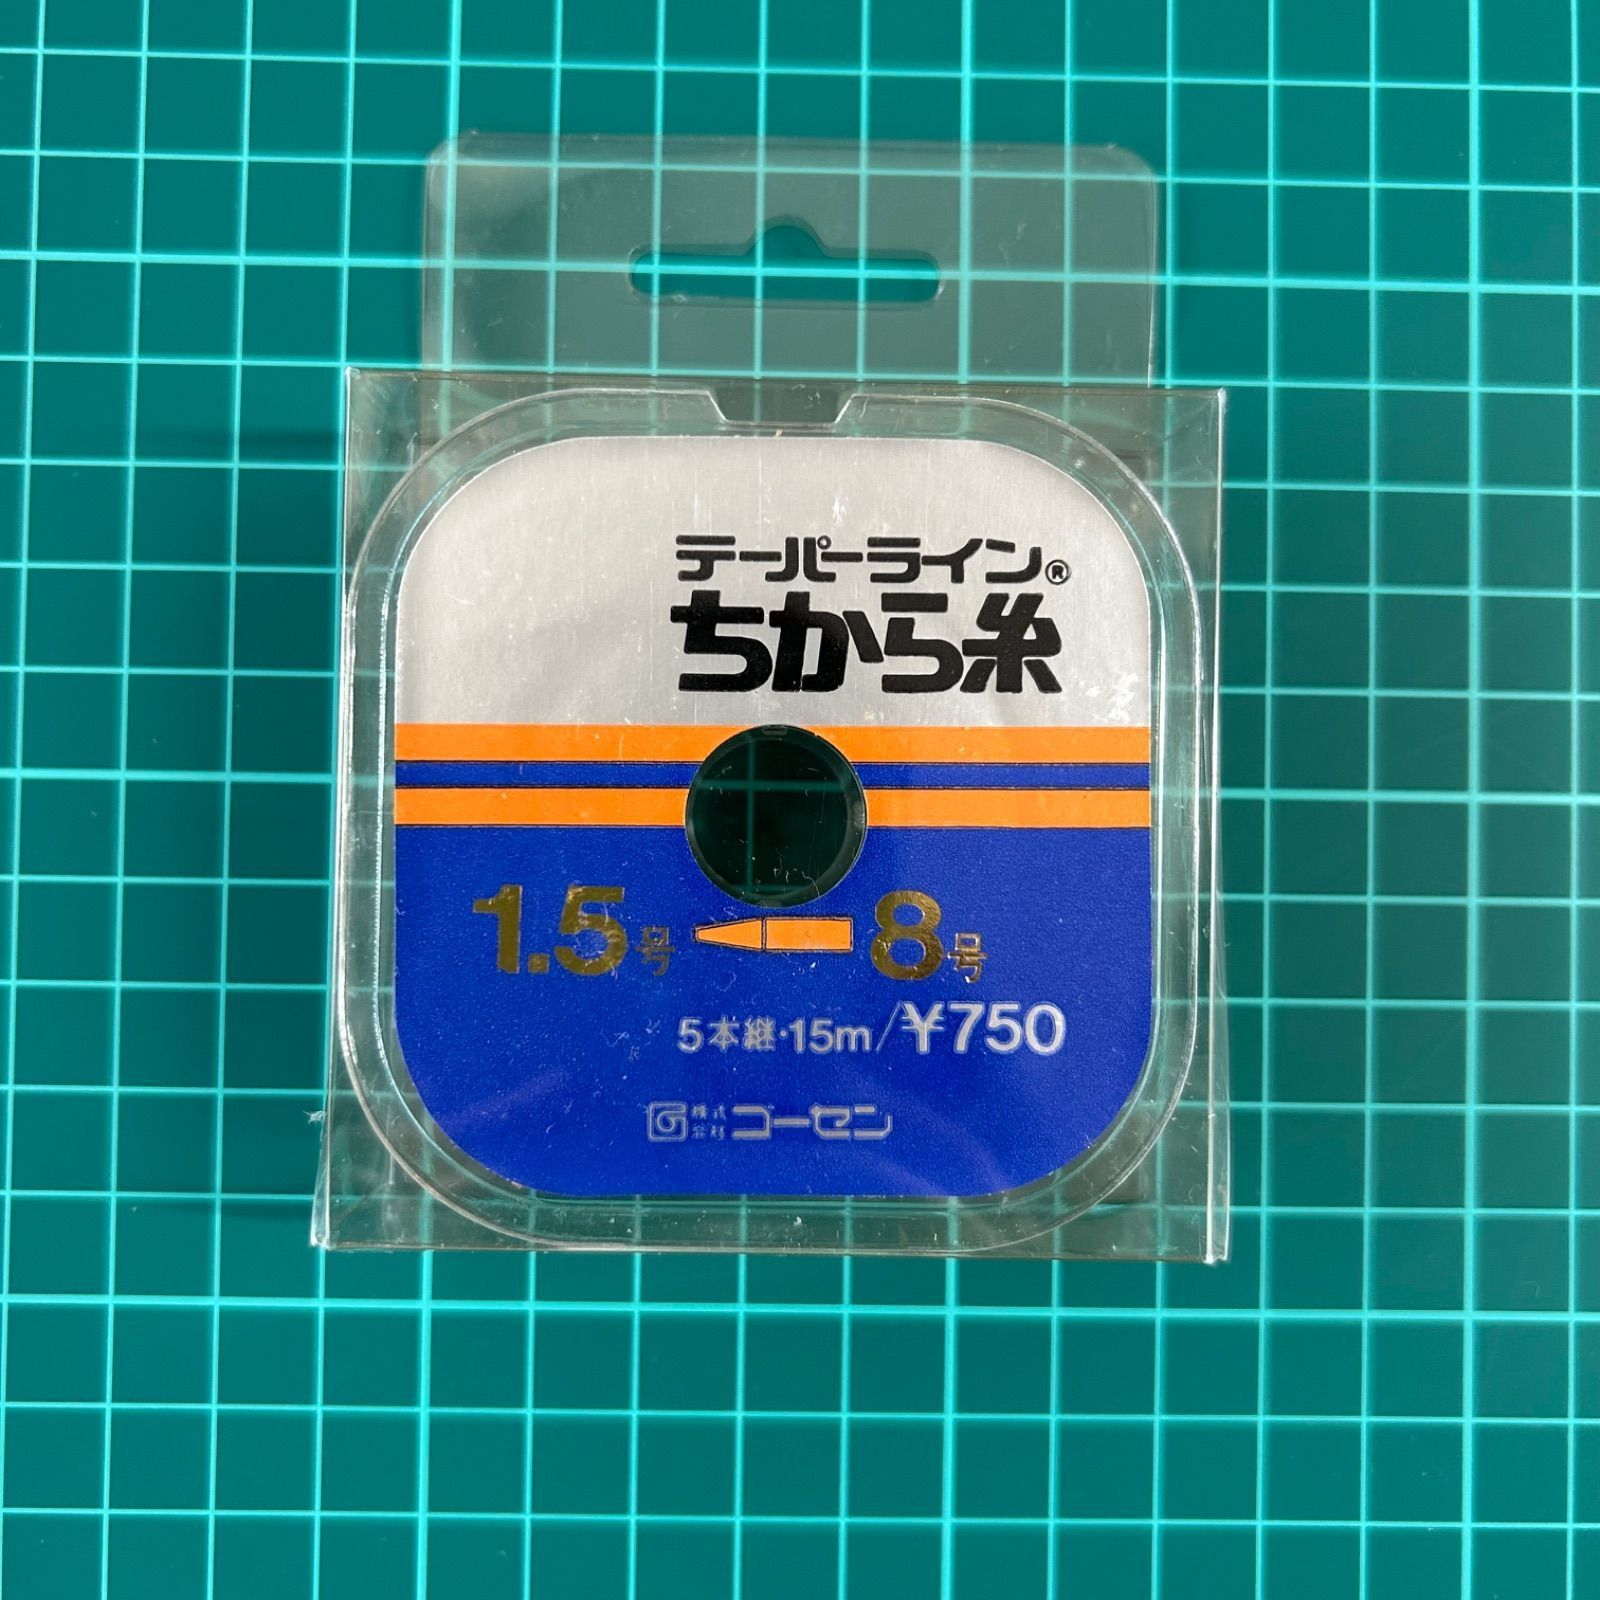 テーパーライン®
ちから糸
1.5号 8号
5本継・15m/¥750
株式会社 ゴーセン